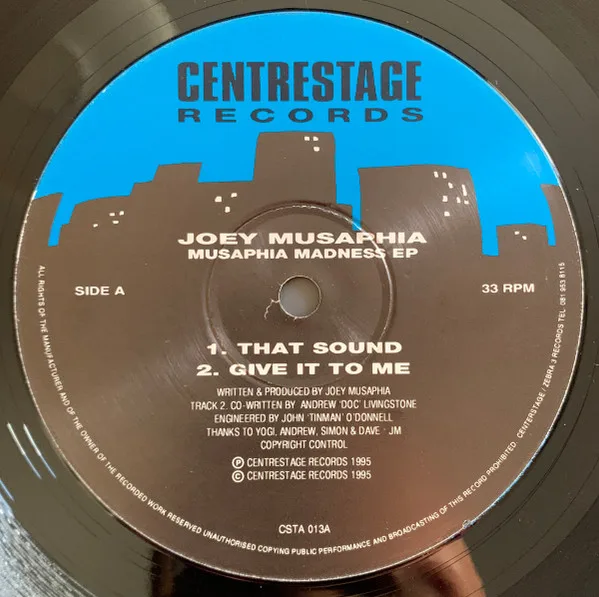 CENTRESTAGE
RECORDS
JOEY MUSAPHIA
MUSAPHIA MADNESS EP
SIDE A
33 RPM
1. THAT SOUND
2. GIVE IT TO ME
WRITTEN & PRODUCED BY JOEY MUSAPHIA
TRACK 2. CO-WRITTEN BY ANDREW 'DOC' LIVINGSTONE
ENGINEERED BY JOHN 'TINMAN' O'DONNELL
THANKS TO YOGI, ANDREW, SIMON & DAVE · JM
COPYRIGHT CONTROL
Ⓟ CENTRESTAGE RECORDS 1995
© CENTRESTAGE RECORDS 1995
CSTA 013A
ALL RIGHTS OF THE MANUFACTURER AND OF THE OWNER OF THE RECORDED WORK RESERVED UNAUTHORISED COPYING PUBLIC PERFORMANCE AND BROADCASTING OF THIS RECORD PROHIBITED. CENTERSTAGE / ZEBRA 3 RECORDS TEL. 081 953 6115